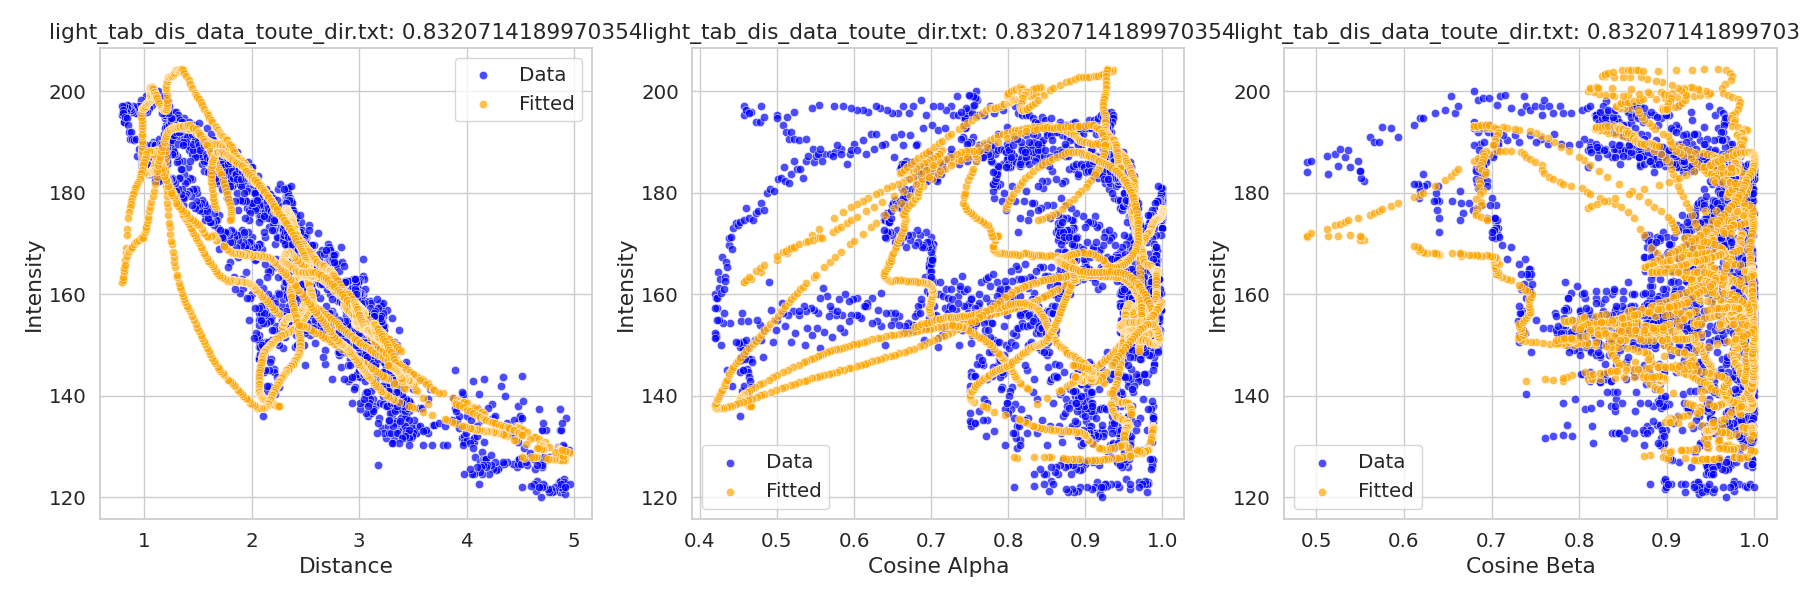 light_tab_dis_data_toute_dir.txt: 0.8320714189970354
light_tab_dis_data_toute_dir.txt: 0.8320714189970354
light_tab_dis_data_toute_dir.txt: 0.83207141899703
Intensity
200
180
160
140
120
1
2
3
4
5
Distance
Data
Fitted
Intensity
200
180
160
140
120
0.4
0.5
0.6
0.7
0.8
0.9
1.0
Cosine Alpha
Data
Fitted
Intensity
200
180
160
140
120
0.5
0.6
0.7
0.8
0.9
1.0
Cosine Beta
Data
Fitted